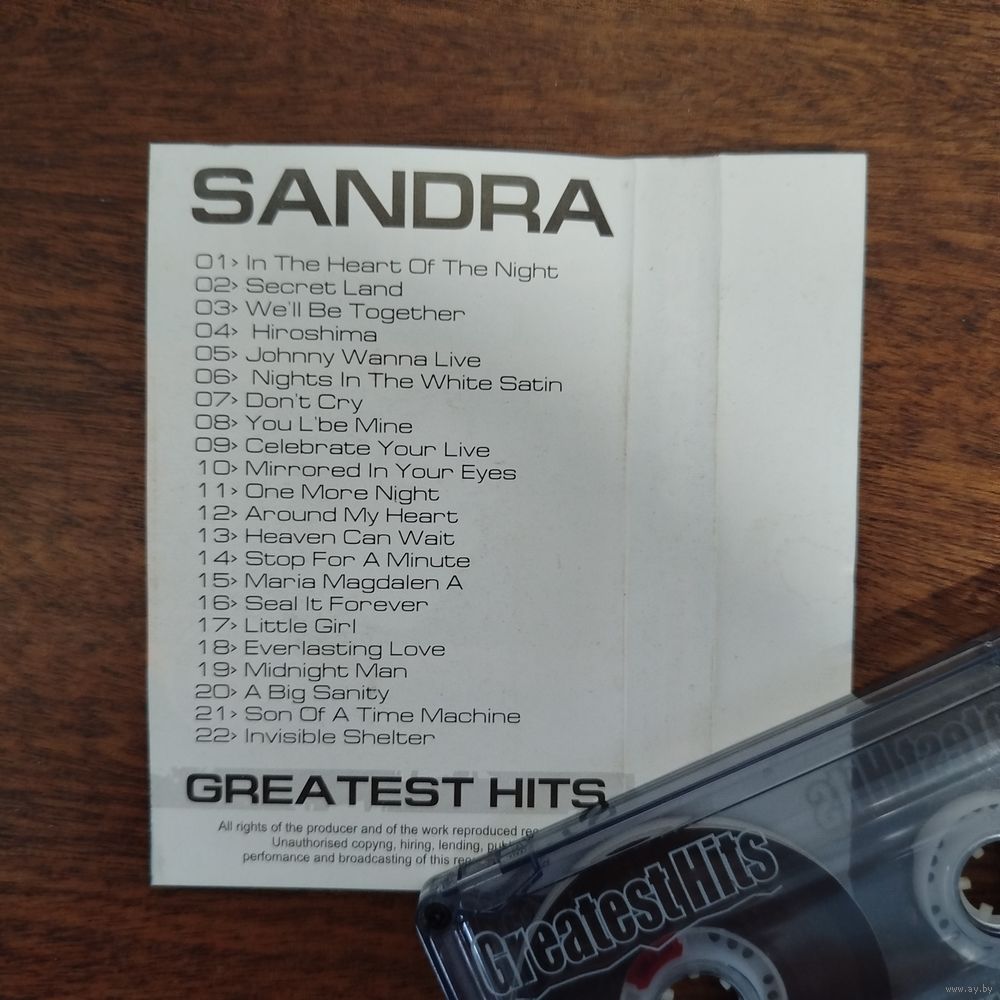 SANDRA
01> In The Heart Of The Night
02> Secret Land
03> We'll Be Together
04> Hiroshima
05> Johnny Wanna Live
06> Nights In The White Satin
07> Don't Cry
08> You L'be Mine
09> Celebrate Your Live
10> Mirrored In Your Eyes
11> One More Night
12> Around My Heart
13> Heaven Can Wait
14> Stop For A Minute
15> Maria Magdalen A
16> Seal It Forever
17> Little Girl
18> Everlasting Love
19> Midnight Man
20> A Big Sanity
21> Son Of A Time Machine
22> Invisible Shelter
GREATEST HITS
All rights of the producer and of the work reproduced
Unauthorised copyng, hiring, lending,
perfomance and broadcasting of this
Greatest Hits
www.ay.by